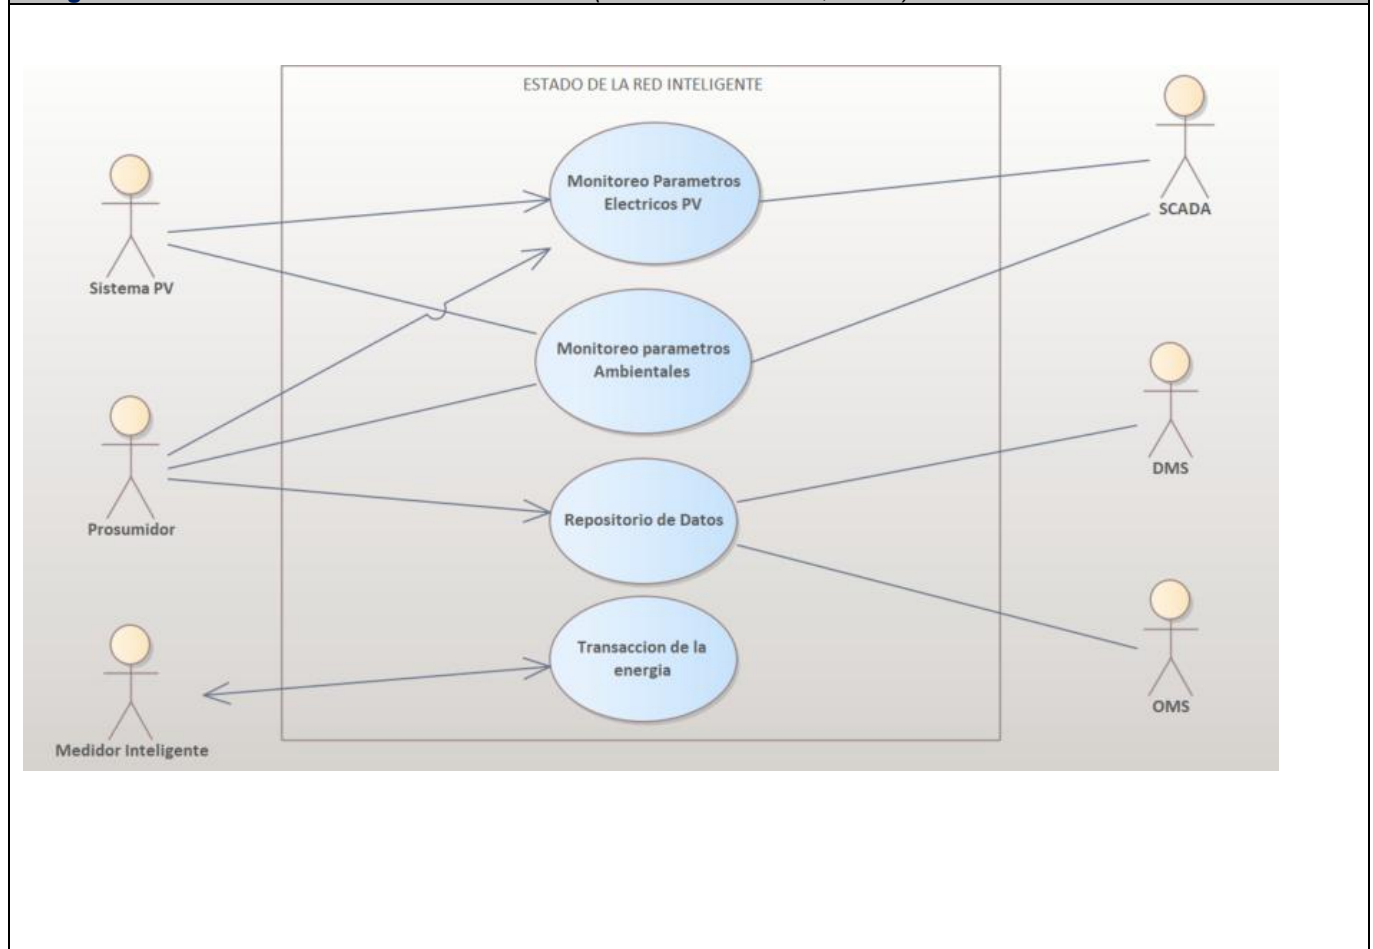 ESTADO DE LA RED INTELIGENTE
Monitoreo Parametros
Electricos PV
SCADA
Sistema PV
Monitoreo parametros
Ambientales
DMS
Prosumidor
Repositorio de Datos
Transaccion de la
energia
OMS
Medidor Inteligente